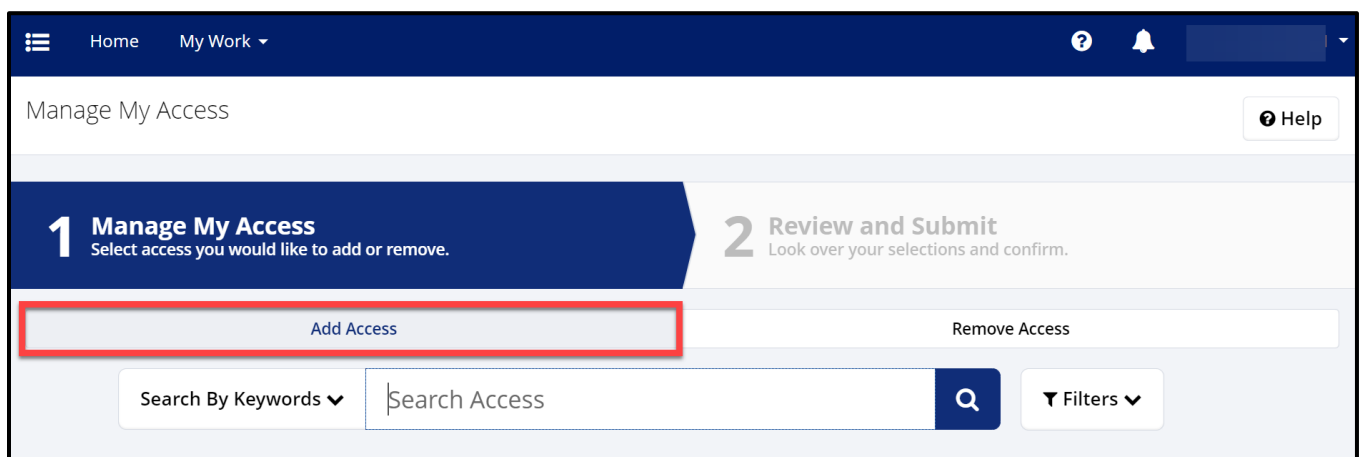 Home My Work
Manage My Access
Help
1 Manage My Access
Select access you would like to add or remove.
2 Review and Submit
Look over your selections and confirm.
Add Access
Remove Access
Search By Keywords
Search Access
Filters